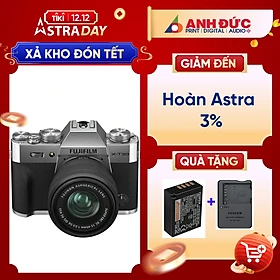 TIKI 12.12
ASTRA DAY
XẢ KHO ĐÓN TẾT
ANH ĐỨC
PRINT | DIGITAL | AUDIO+
GIẢM ĐẾN
Hoàn Astra
3%
QUÀ TẶNG
FUJIFILM
X-T30
+